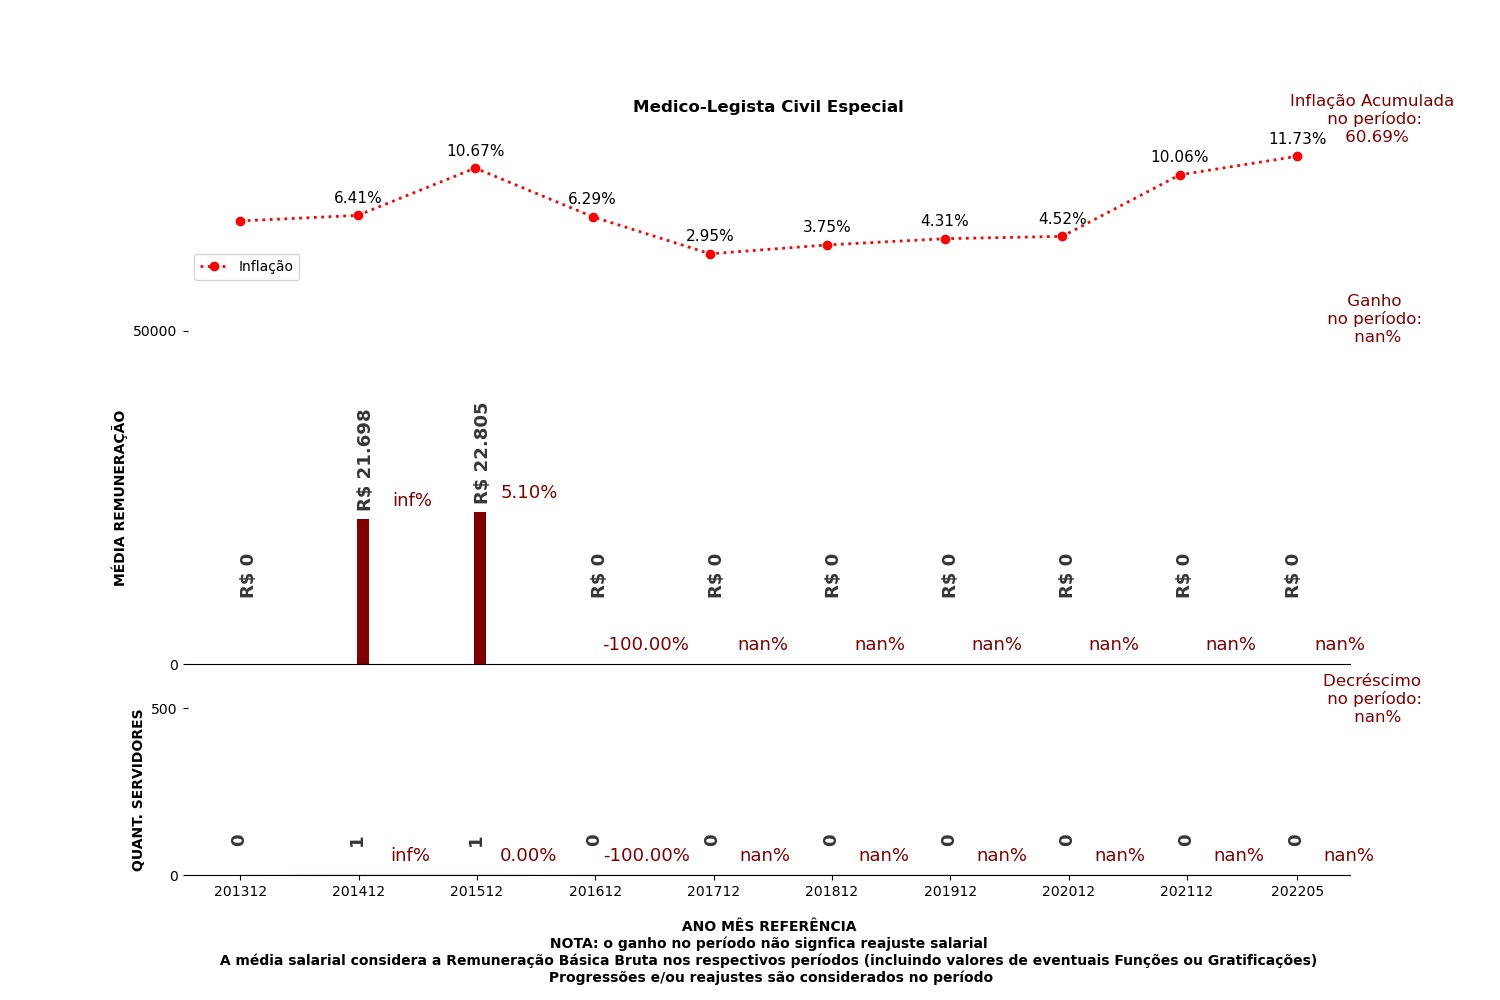 Medico-Legista Civil Especial
Inflação Acumulada
no período:
60.69%
6.41%
10.67%
6.29%
2.95%
3.75%
4.31%
4.52%
10.06%
11.73%
Inflação
Ganho
no período:
nan%
50000
0
MÉDIA REMUNERAÇÃO
R$ 0
R$ 21.698
R$ 22.805
R$ 0
R$ 0
R$ 0
R$ 0
R$ 0
R$ 0
R$ 0
inf%
5.10%
-100.00%
nan%
nan%
nan%
nan%
nan%
nan%
Decréscimo
no período:
nan%
500
0
QUANT. SERVIDORES
0
1
1
0
0
0
0
0
0
0
inf%
0.00%
-100.00%
nan%
nan%
nan%
nan%
nan%
nan%
201312
201412
201512
201612
201712
201812
201912
202012
202112
202205
ANO MÊS REFERÊNCIA
NOTA: o ganho no período não signfica reajuste salarial
A média salarial considera a Remuneração Básica Bruta nos respectivos períodos (incluindo valores de eventuais Funções ou Gratificações)
Progressões e/ou reajustes são considerados no período